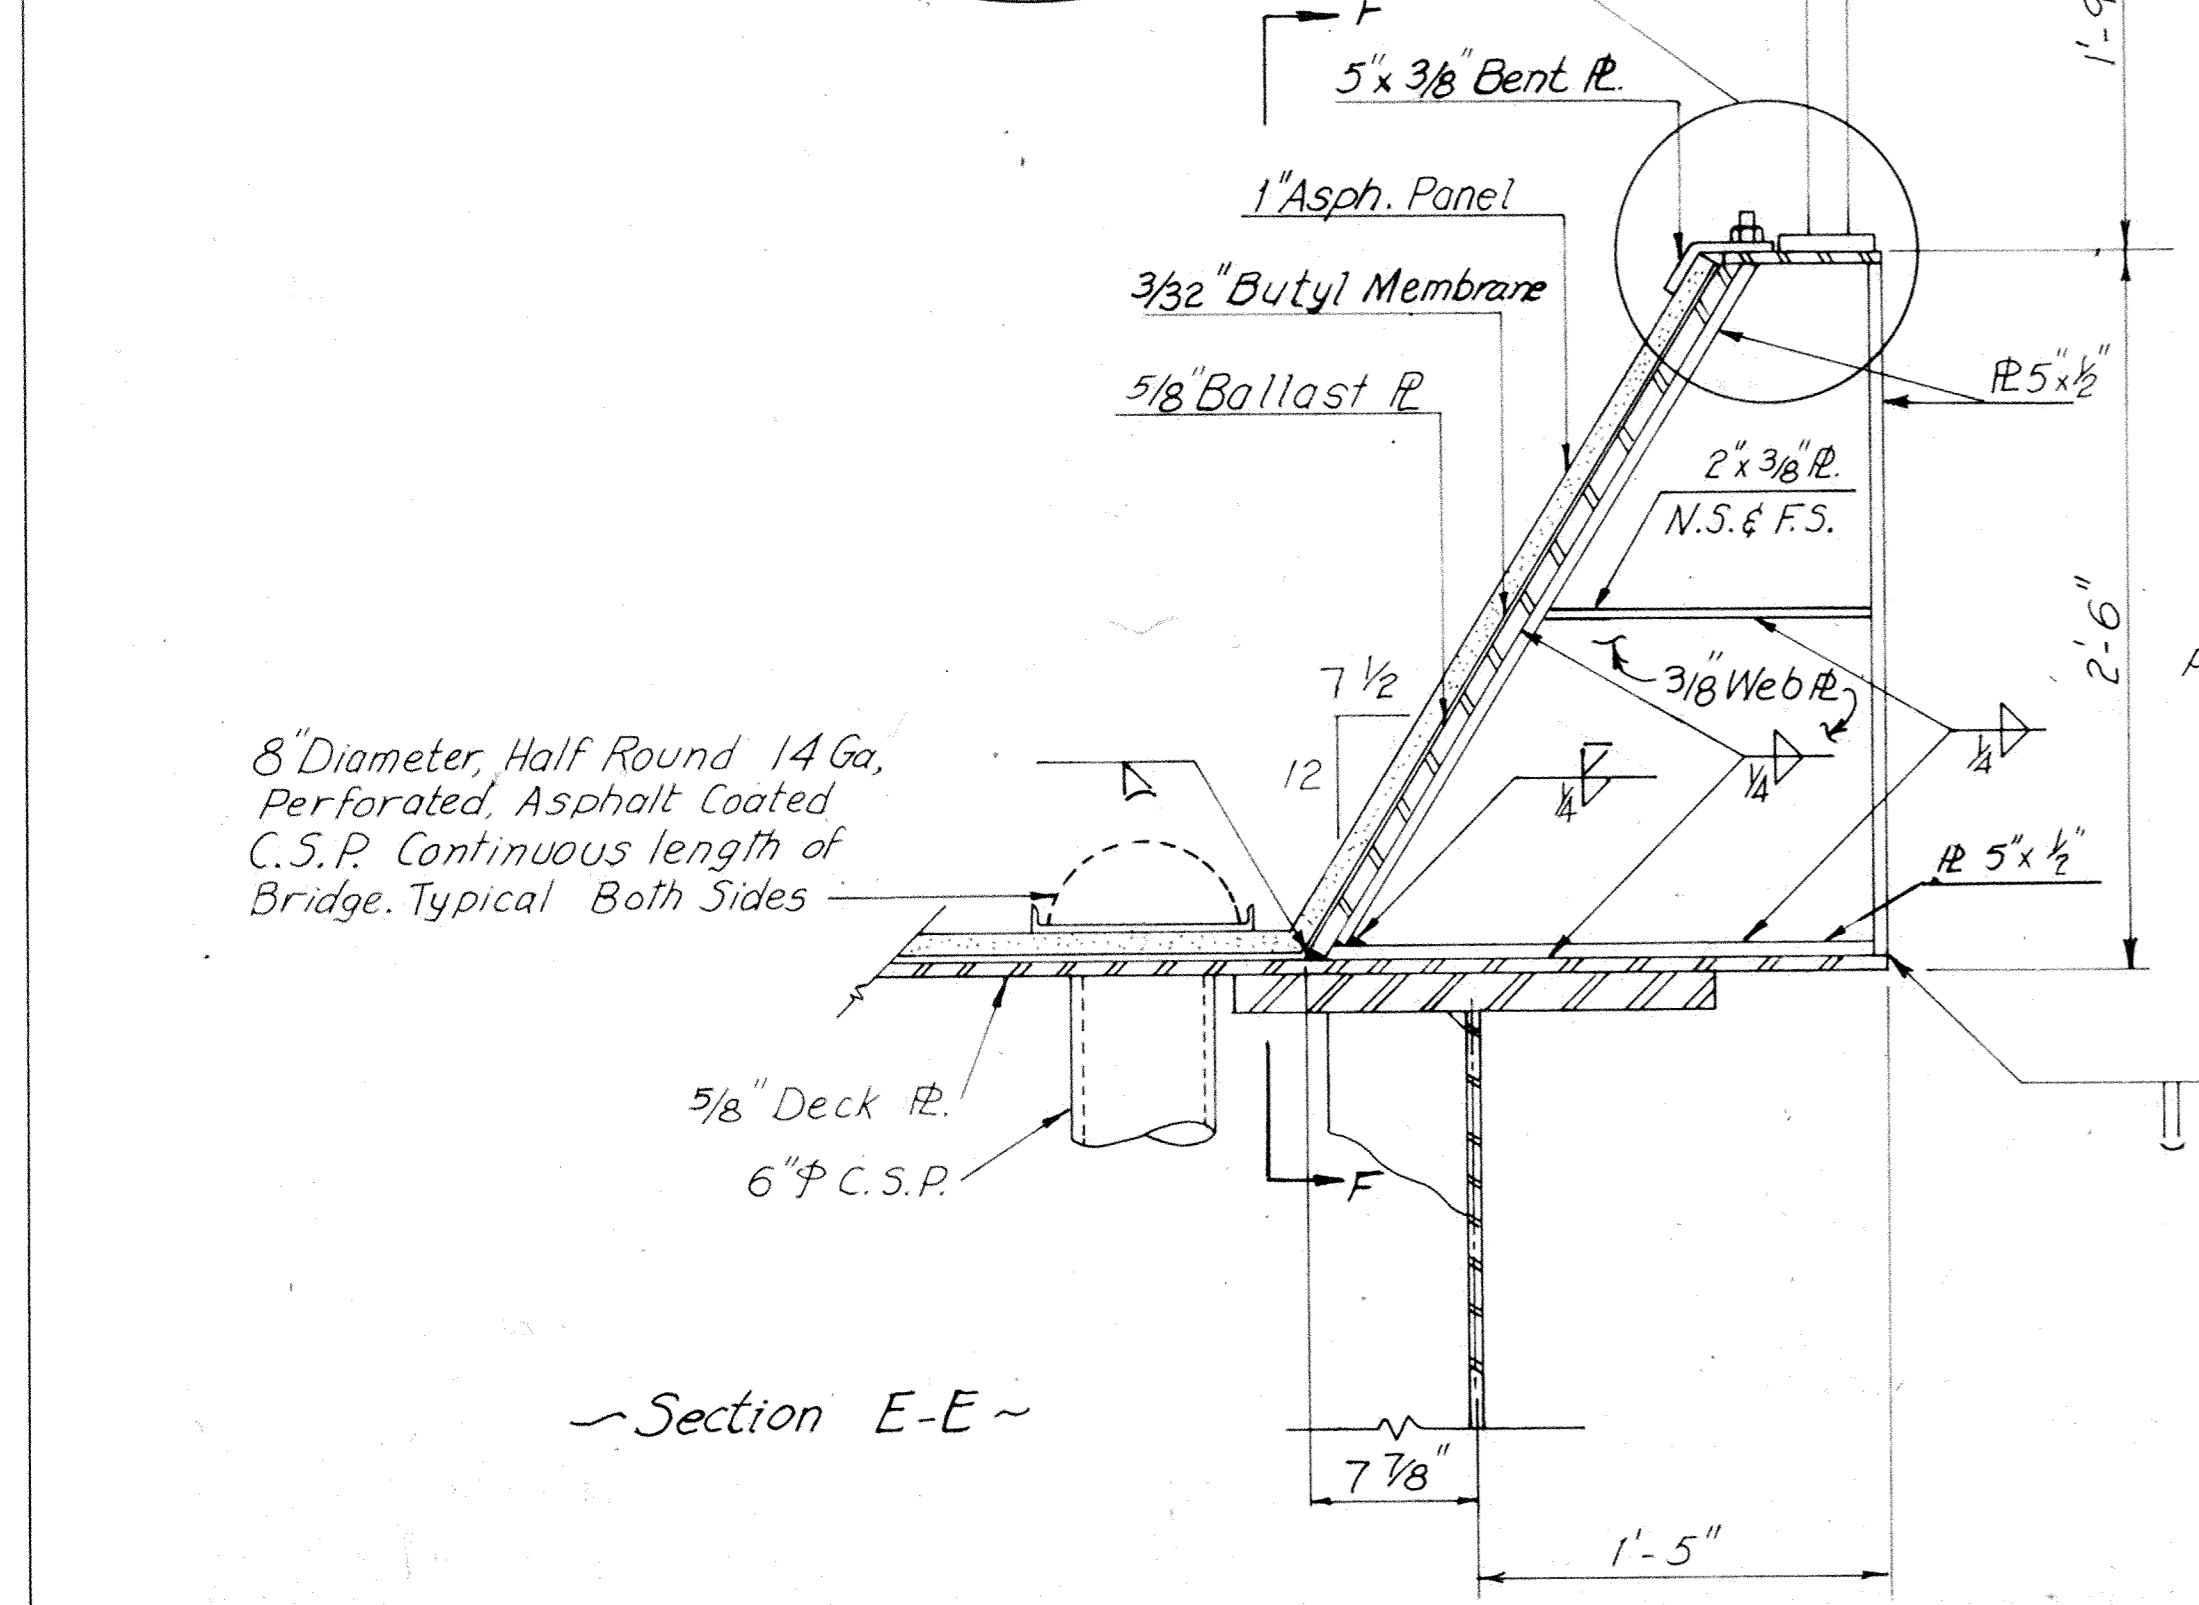 F
1'-9
5"x 3/8" Bent PL.
1" Asph. Panel
3/32" Butyl Membrane
5/8" Ballast PL
PL 5"x 1/2"
2"x 3/8" PL.
N.S. & F.S.
2'-6"
3/8" Web PL
7 1/2
12
1/4
1/4
1/4
8" Diameter, Half Round 14 Ga,
Perforated, Asphalt Coated
C.S.P. Continuous length of
Bridge. Typical Both Sides
PL 5"x 1/2"
5/8" Deck PL.
6"φ C.S.P.
F
~ Section E-E ~
7 7/8"
1'-5"